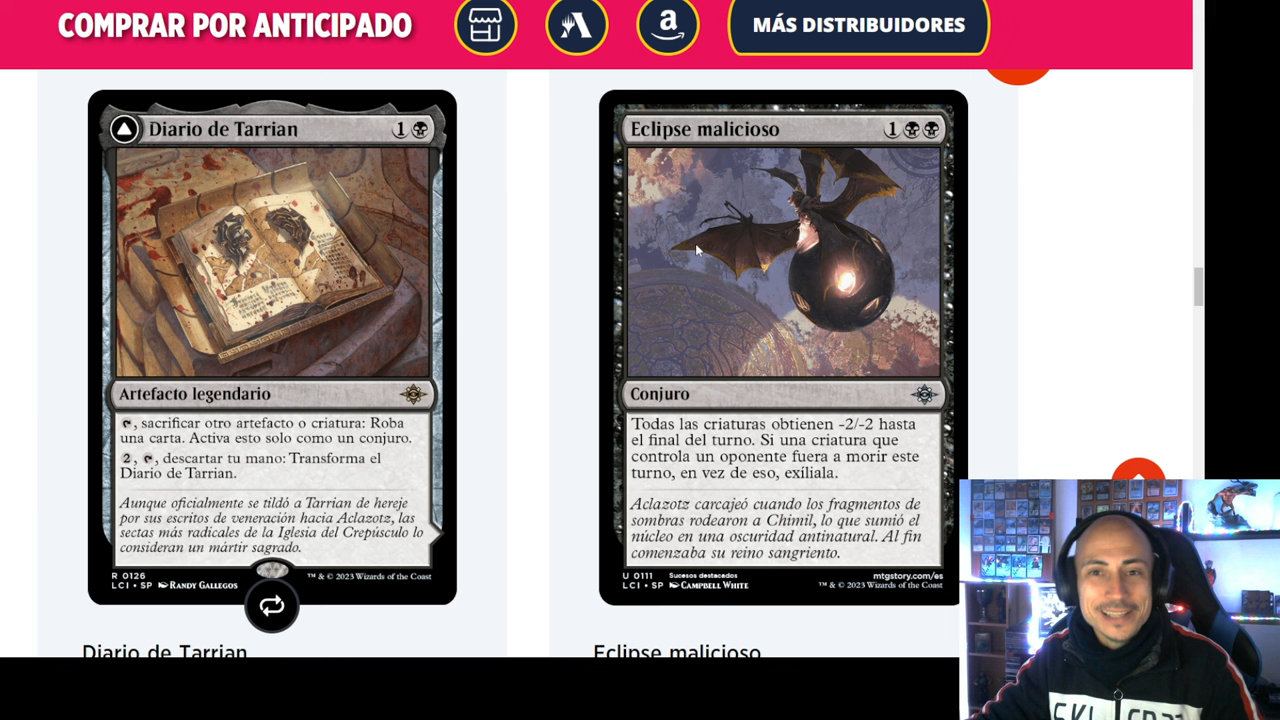 COMPRAR POR ANTICIPADO
a
MÁS DISTRIBUIDORES
Diario de Tarrian 1
Artefacto legendario
, sacrificar otro artefacto o criatura: Roba
una carta. Activa esto solo como un conjuro.
2, , descartar tu mano: Transforma el
Diario de Tarrian.
Aunque oficialmente se tildó a Tarrian de hereje
por sus escritos de veneración hacia Aclazotz, las
sectas más radicales de la Iglesia del Crepúsculo lo
consideran un mártir sagrado.
R 0126
LCI • SP RANDY GALLEGOS
™ & © 2023 Wizards of the Coast
Diario de Tarrian
Eclipse malicioso 1
Conjuro
Todas las criaturas obtienen -2/-2 hasta
el final del turno. Si una criatura que
controla un oponente fuera a morir este
turno, en vez de eso, exíliala.
Aclazotz carcajeó cuando los fragmentos de
sombras rodearon a Chimil, lo que sumió el
núcleo en una oscuridad antinatural. Al fin
comenzaba su reino sangriento.
U 0111 Sucesos destacados mtgstory.com/es
LCI • SP CAMPBELL WHITE ™ & © 2023 Wizards of the Coast
Eclipse malicioso